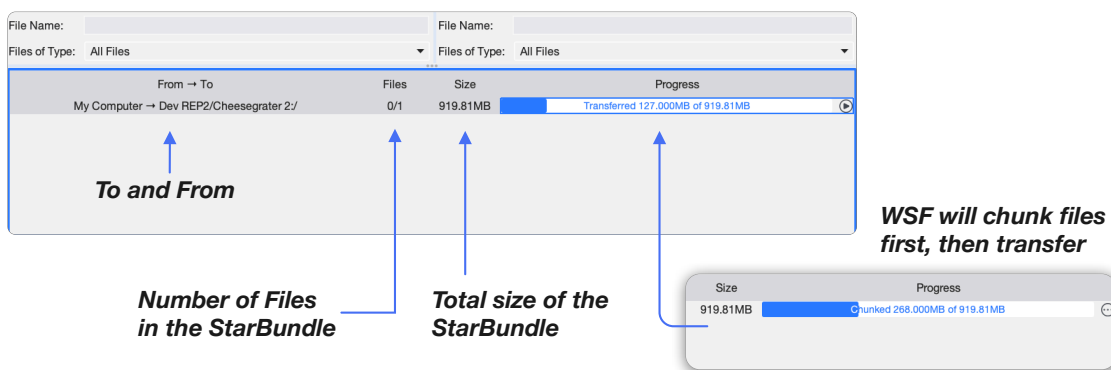 File Name:
File Name:
Files of Type: All Files
Files of Type: All Files
From → To Files Size Progress
My Computer → Dev REP2/Cheesegrater 2:/ 0/1 919.81MB Transferred 127.000MB of 919.81MB
To and From
WSF will chunk files
first, then transfer
Number of Files
in the StarBundle
Total size of the
StarBundle
Size Progress
919.81MB Chunked 268.000MB of 919.81MB